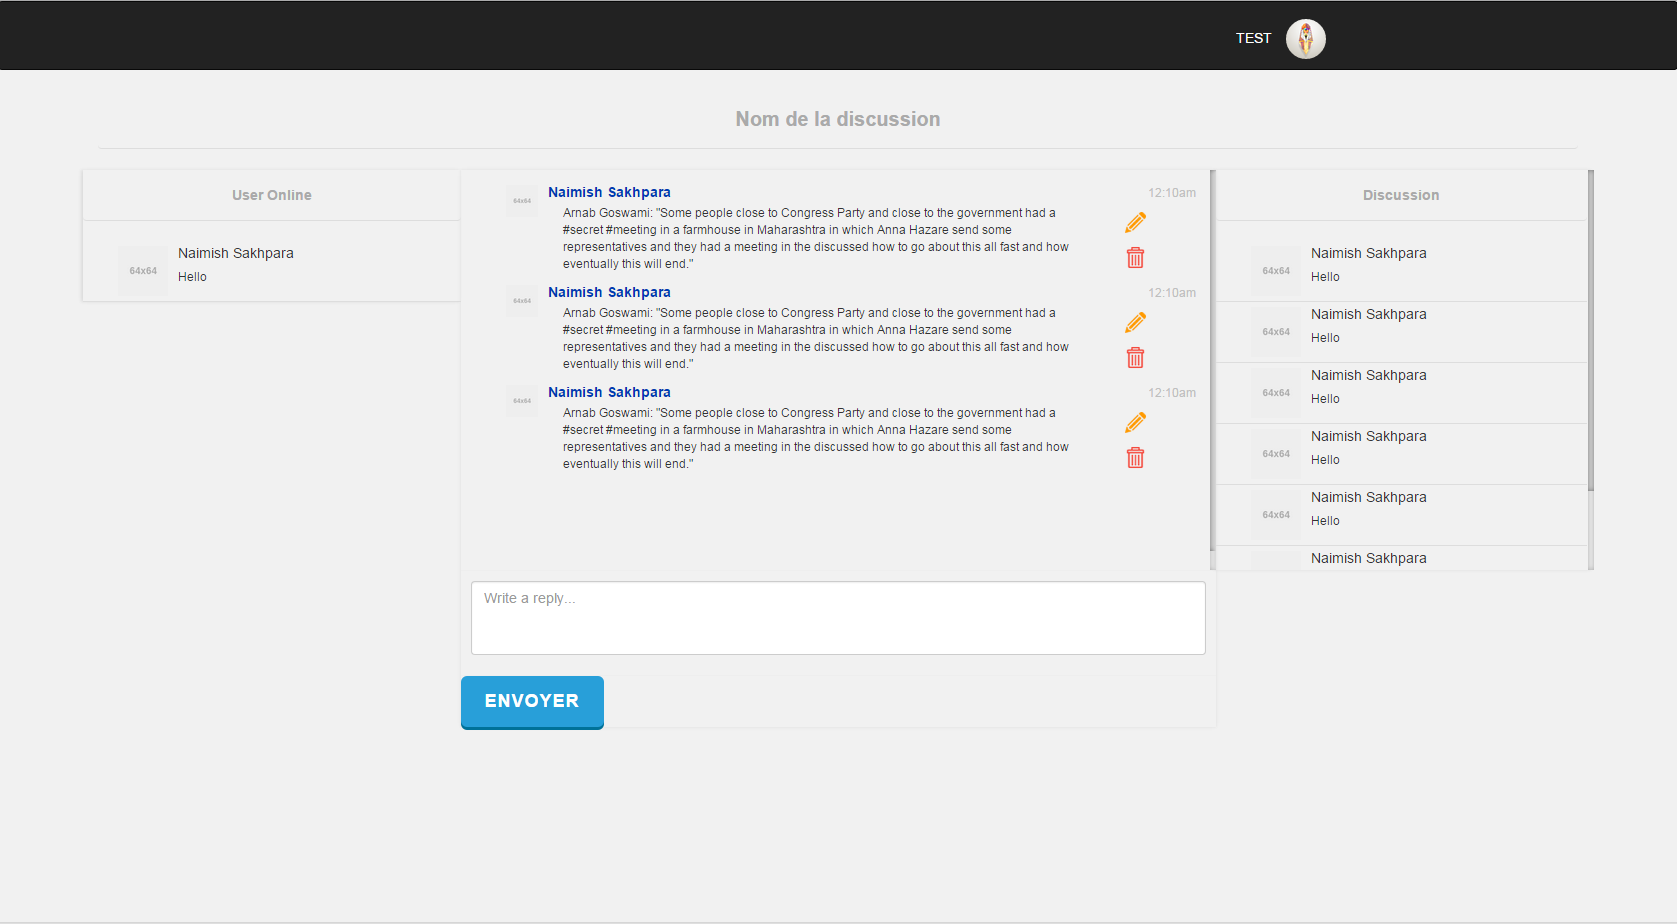 TEST
Nom de la discussion
User Online
64x64
Naimish Sakhpara
Hello
64x64
Naimish Sakhpara
12:10am
Arnab Goswami: "Some people close to Congress Party and close to the government had a
#secret #meeting in a farmhouse in Maharashtra in which Anna Hazare send some
representatives and they had a meeting in the discussed how to go about this all fast and how
eventually this will end."
64x64
Naimish Sakhpara
12:10am
Arnab Goswami: "Some people close to Congress Party and close to the government had a
#secret #meeting in a farmhouse in Maharashtra in which Anna Hazare send some
representatives and they had a meeting in the discussed how to go about this all fast and how
eventually this will end."
64x64
Naimish Sakhpara
12:10am
Arnab Goswami: "Some people close to Congress Party and close to the government had a
#secret #meeting in a farmhouse in Maharashtra in which Anna Hazare send some
representatives and they had a meeting in the discussed how to go about this all fast and how
eventually this will end."
Write a reply...
ENVOYER
Discussion
64x64
Naimish Sakhpara
Hello
64x64
Naimish Sakhpara
Hello
64x64
Naimish Sakhpara
Hello
64x64
Naimish Sakhpara
Hello
64x64
Naimish Sakhpara
Hello
Naimish Sakhpara